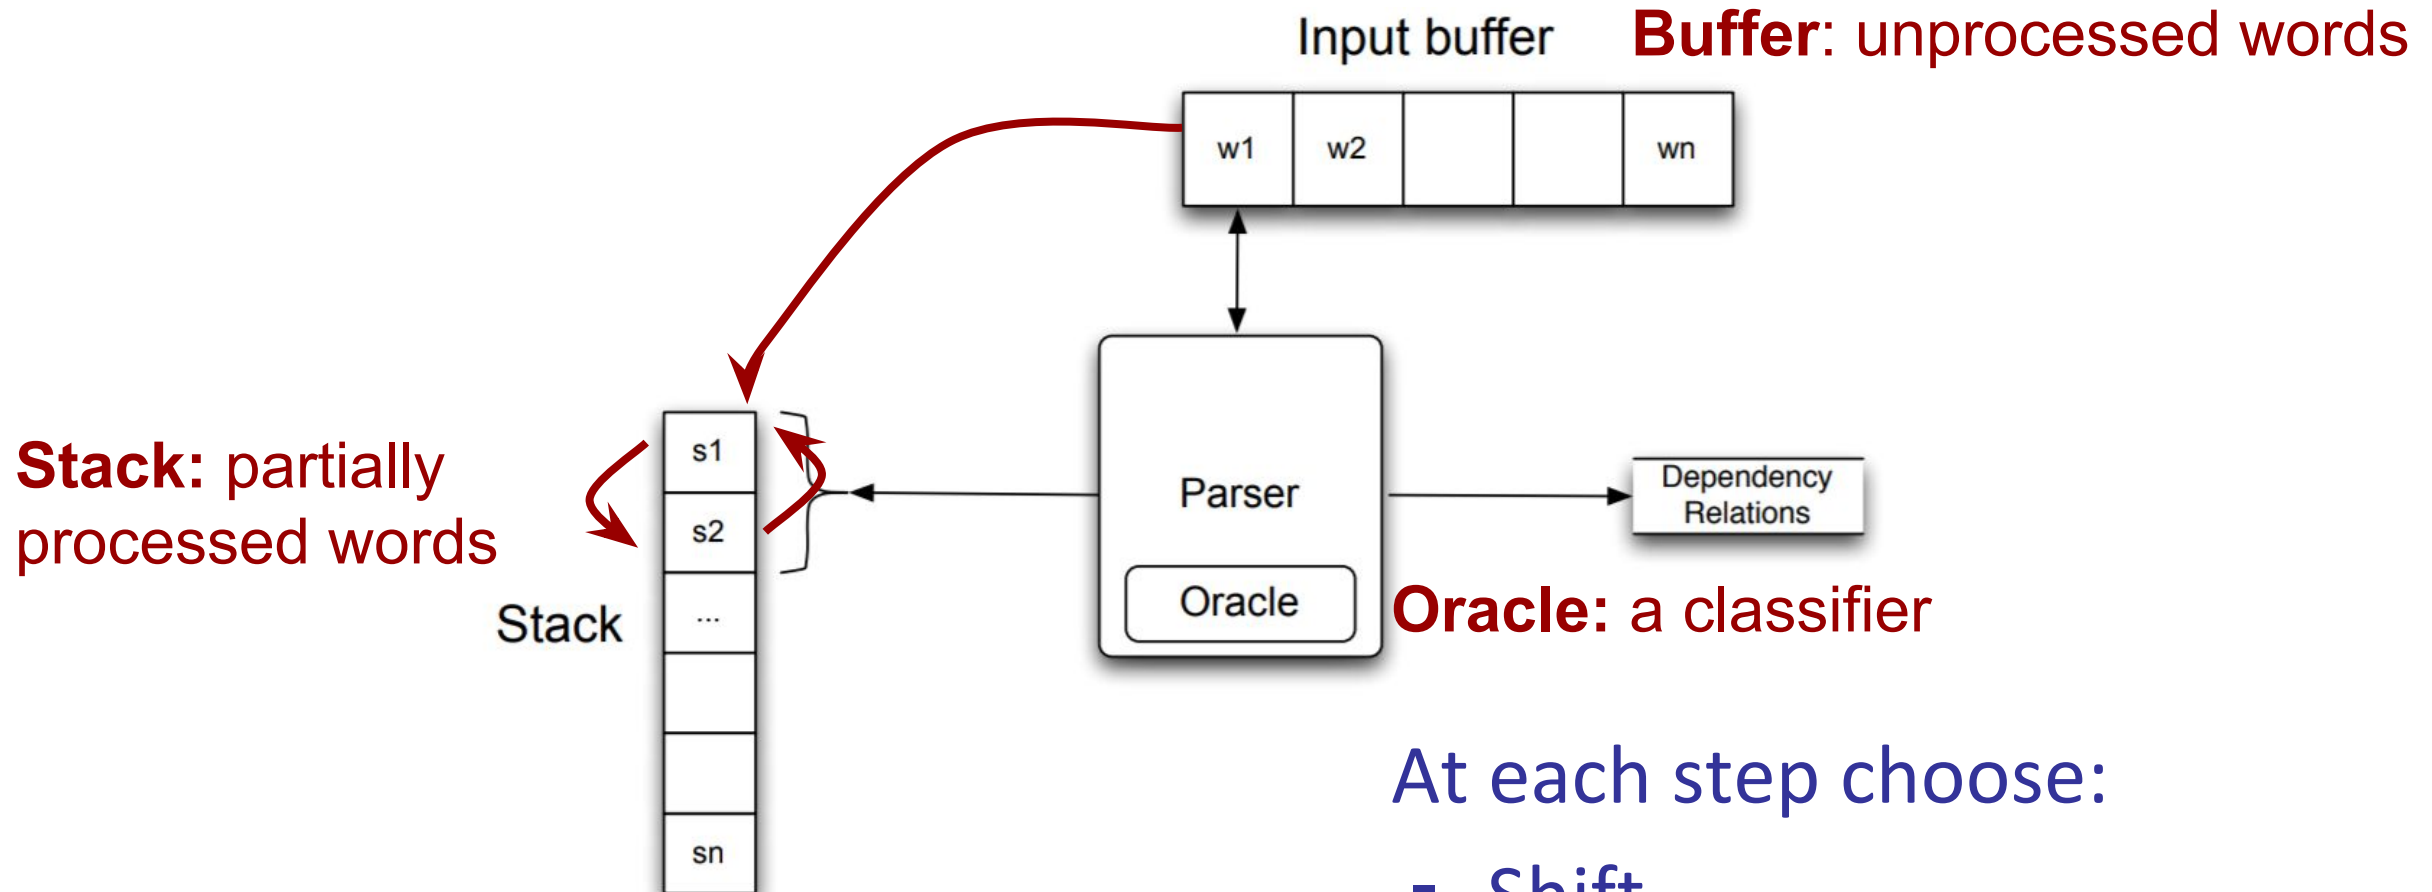 Input buffer
Buffer: unprocessed words
w1 w2 wn
Stack: partially
processed words
s1
s2
...
sn
Stack
Parser
Oracle
Dependency
Relations
Oracle: a classifier
At each step choose:
▪ Shift